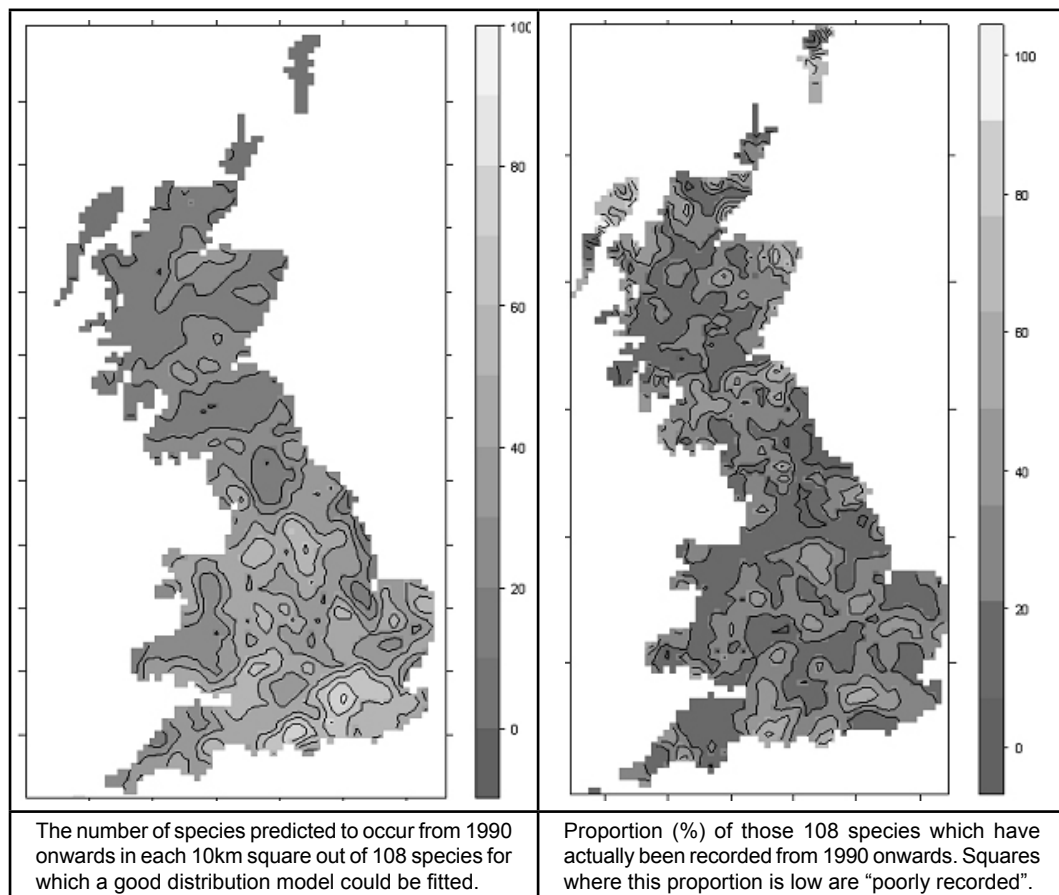 100
80
60
40
20
0
100
80
60
40
20
0
The number of species predicted to occur from 1990
onwards in each 10km square out of 108 species for
which a good distribution model could be fitted.
Proportion (%) of those 108 species which have
actually been recorded from 1990 onwards. Squares
where this proportion is low are “poorly recorded”.